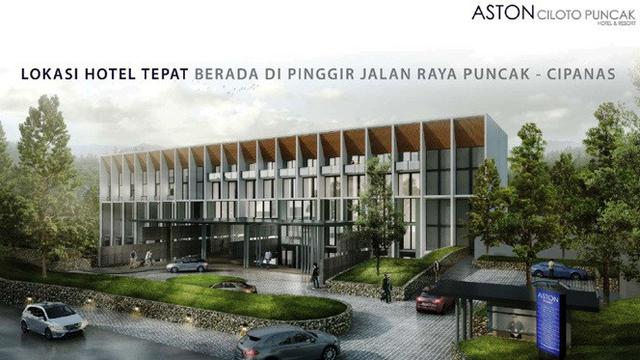 ASTON CILOTO PUNCAK
HOTEL & RESORT
LOKASI HOTEL TEPAT BERADA DI PINGGIR JALAN RAYA PUNCAK - CIPANAS
ASTON